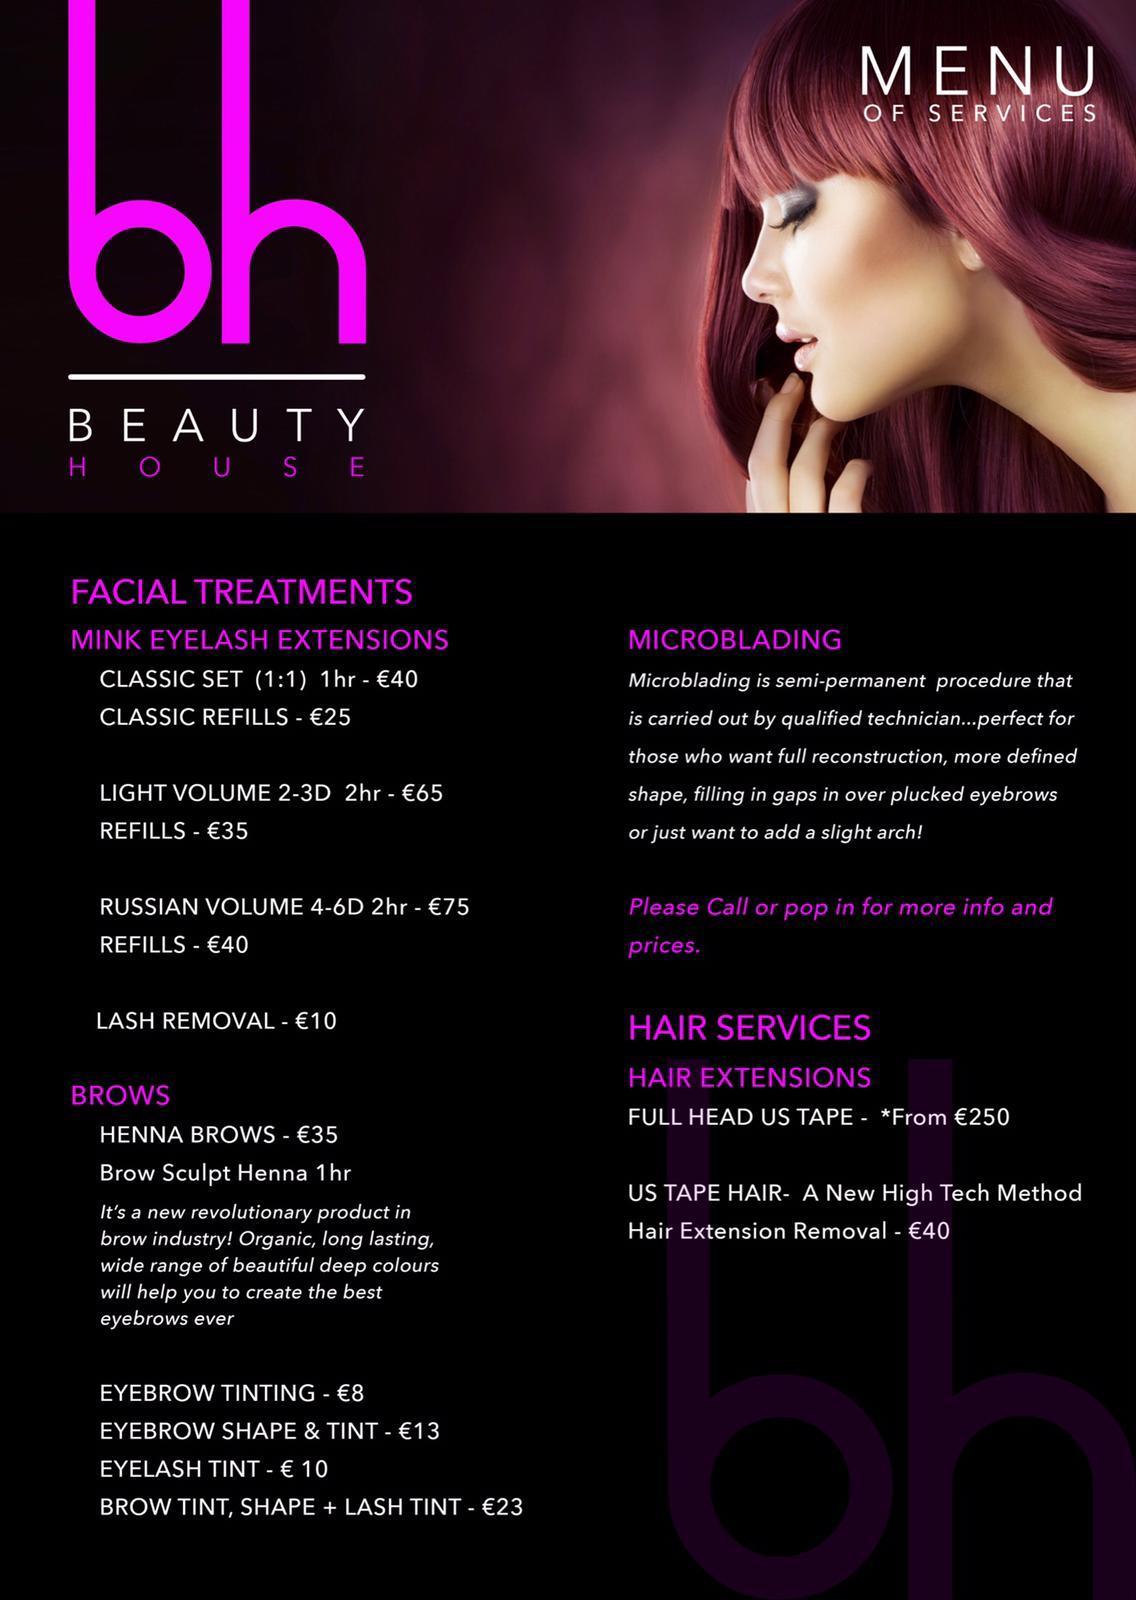 bh
BEAUTY
HOUSE
MENU
OF SERVICES
FACIAL TREATMENTS
MINK EYELASH EXTENSIONS
CLASSIC SET (1:1) 1hr - €40
CLASSIC REFILLS - €25
LIGHT VOLUME 2-3D 2hr - €65
REFILLS - €35
RUSSIAN VOLUME 4-6D 2hr - €75
REFILLS - €40
LASH REMOVAL - €10
BROWS
HENNA BROWS - €35
Brow Sculpt Henna 1hr
It's a new revolutionary product in
brow industry! Organic, long lasting,
wide range of beautiful deep colours
will help you to create the best
eyebrows ever
EYEBROW TINTING - €8
EYEBROW SHAPE & TINT - €13
EYELASH TINT - € 10
BROW TINT, SHAPE + LASH TINT - €23
MICROBLADING
Microblading is semi-permanent procedure that
is carried out by qualified technician...perfect for
those who want full reconstruction, more defined
shape, filling in gaps in over plucked eyebrows
or just want to add a slight arch!
Please Call or pop in for more info and
prices.
HAIR SERVICES
HAIR EXTENSIONS
FULL HEAD US TAPE - *From €250
US TAPE HAIR- A New High Tech Method
Hair Extension Removal - €40
bh